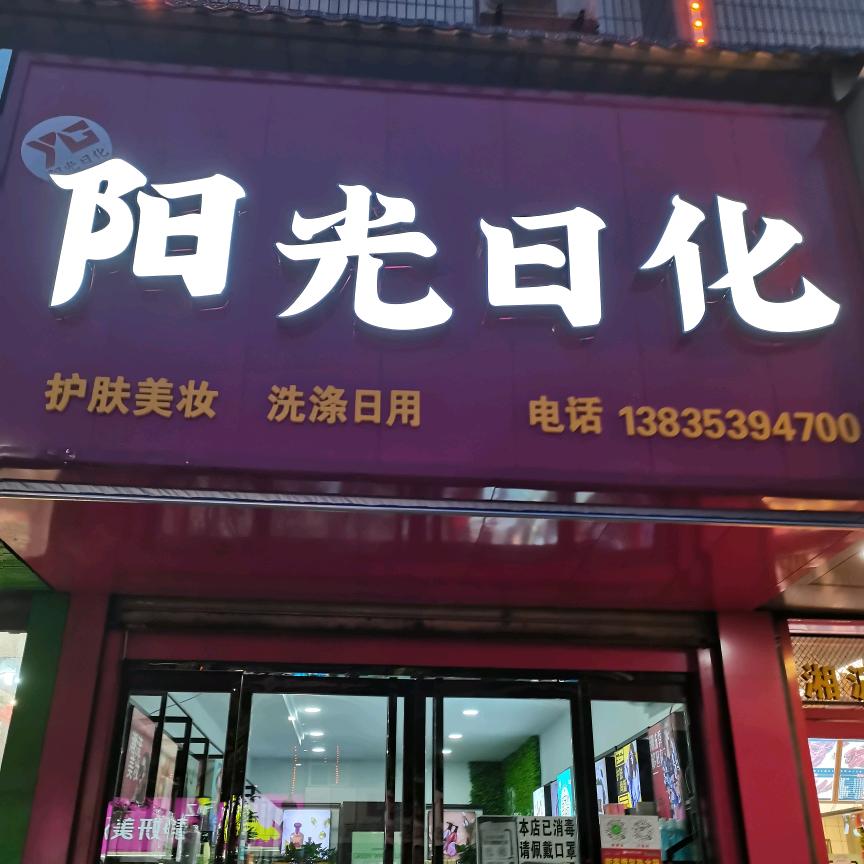 YG
阳光日化
阳光日化
护肤美妆 洗涤日用 电话 13835394700
湘
本店已消毒
请佩戴口罩